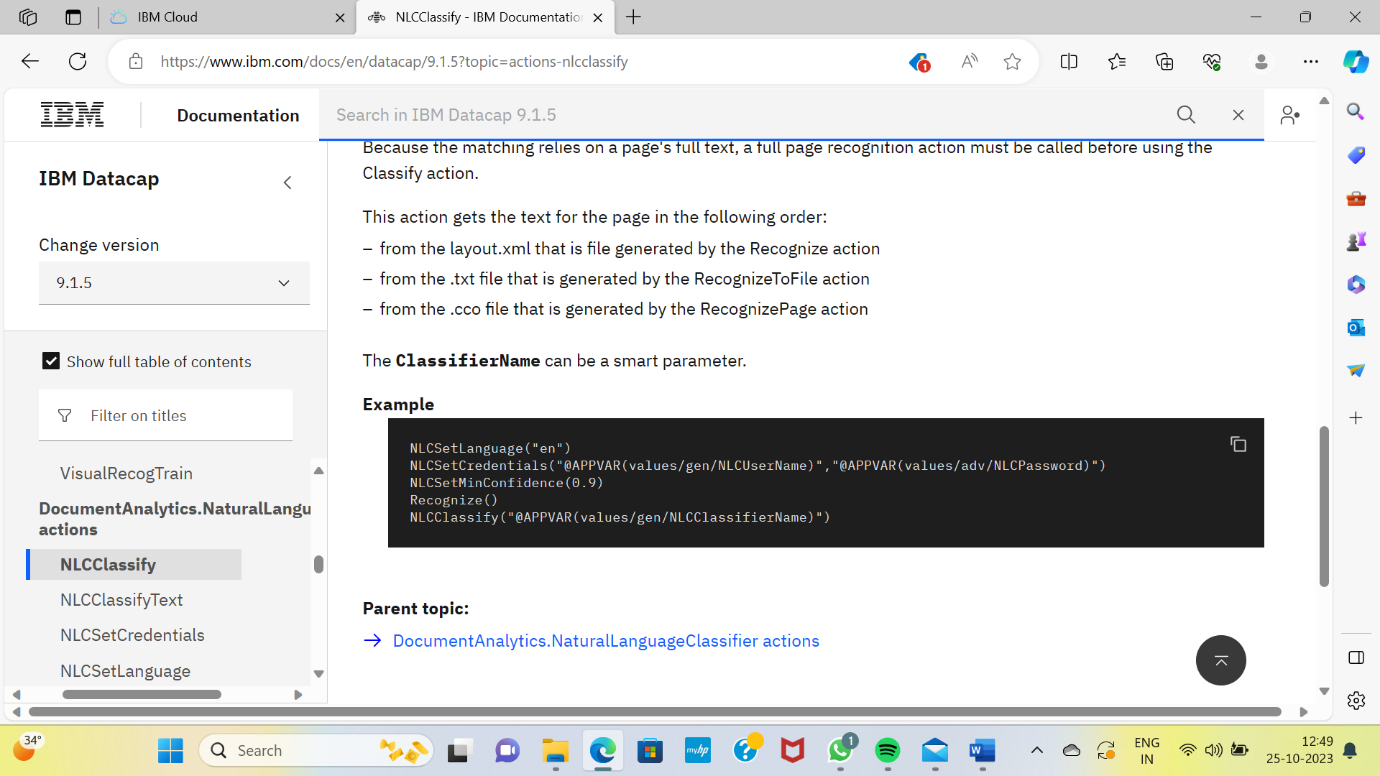 IBM Cloud
NLCClassify - IBM Documentation
https://www.ibm.com/docs/en/datacap/9.1.5?topic=actions-nlcclassify
1
IBM
Documentation
Search in IBM Datacap 9.1.5
IBM Datacap
Change version
9.1.5
Show full table of contents
Filter on titles
VisualRecogTrain
DocumentAnalytics.NaturalLangu
actions
NLCClassify
NLCClassifyText
NLCSetCredentials
NLCSetLanguage
Because the matching relies on a page's full text, a full page recognition action must be called before using the
Classify action.
This action gets the text for the page in the following order:
– from the layout.xml that is file generated by the Recognize action
– from the .txt file that is generated by the RecognizeToFile action
– from the .cco file that is generated by the RecognizePage action
The ClassifierName can be a smart parameter.
Example
NLCSetLanguage("en")
NLCSetCredentials("@APPVAR(values/gen/NLCUserName)","@APPVAR(values/adv/NLCPassword)")
NLCSetMinConfidence(0.9)
Recognize()
NLCClassify("@APPVAR(values/gen/NLCClassifierName)")
Parent topic:
→ DocumentAnalytics.NaturalLanguageClassifier actions
34°
Search
myhp
1
ENG
IN
12:49
25-10-2023